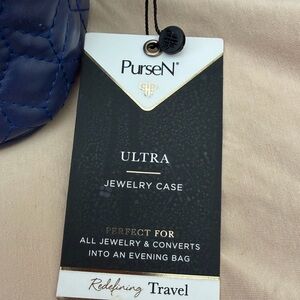 PurseN®
ULTRA
JEWELRY CASE
PERFECT FOR
ALL JEWELRY & CONVERTS
INTO AN EVENING BAG
Redefining Travel